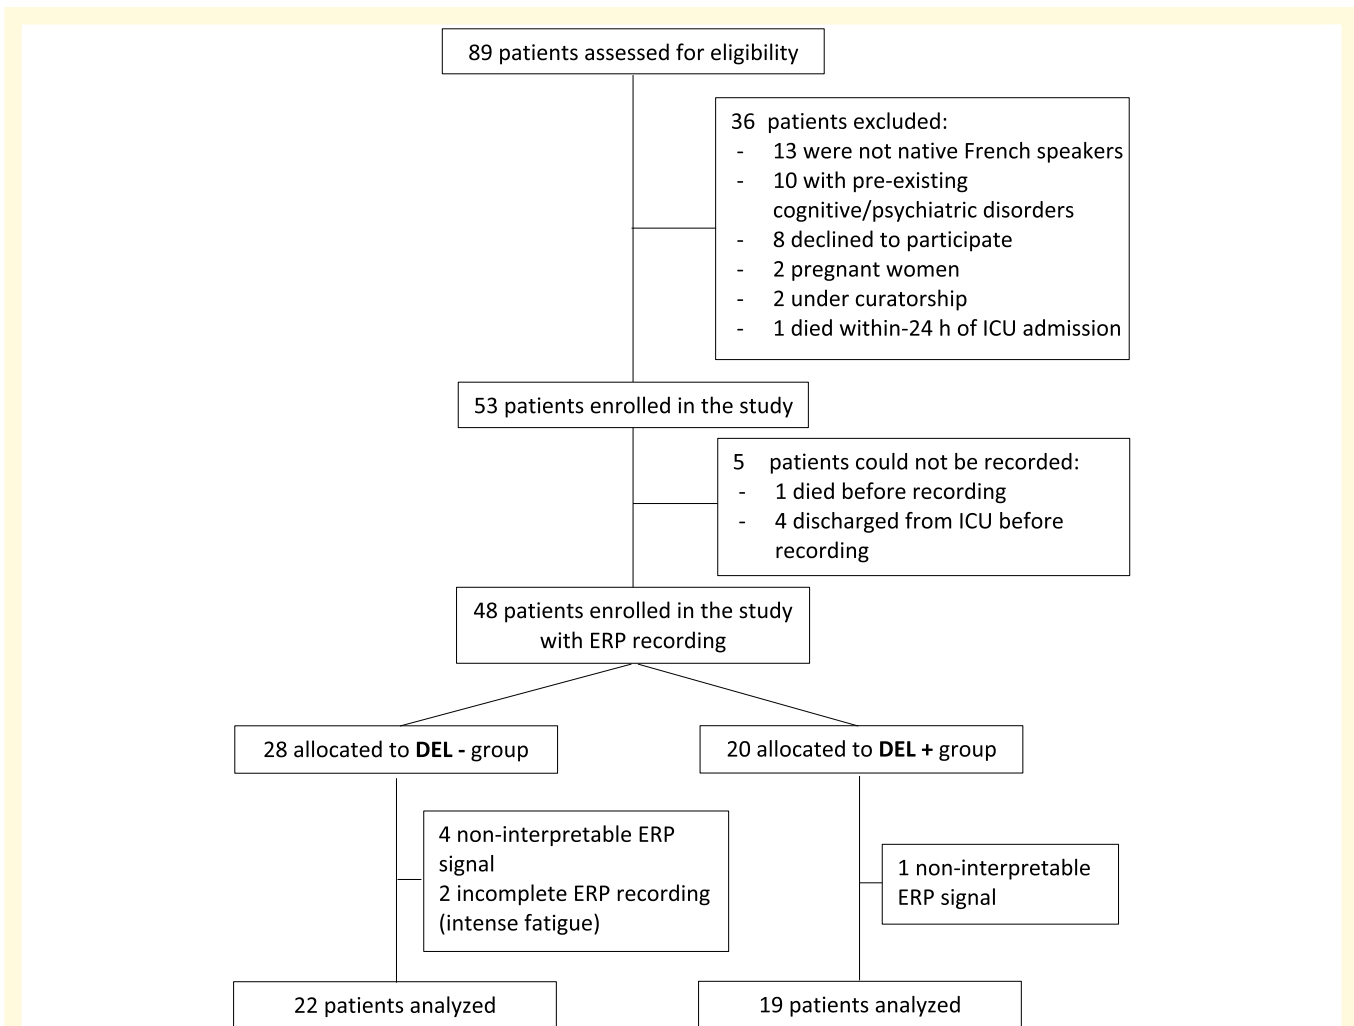 89 patients assessed for eligibility
36 patients excluded:
- 13 were not native French speakers
- 10 with pre-existing
cognitive/psychiatric disorders
- 8 declined to participate
- 2 pregnant women
- 2 under curatorship
- 1 died within-24 h of ICU admission
53 patients enrolled in the study
5 patients could not be recorded:
- 1 died before recording
- 4 discharged from ICU before
recording
48 patients enrolled in the study
with ERP recording
28 allocated to DEL - group
20 allocated to DEL + group
4 non-interpretable ERP
signal
2 incomplete ERP recording
(intense fatigue)
1 non-interpretable
ERP signal
22 patients analyzed
19 patients analyzed